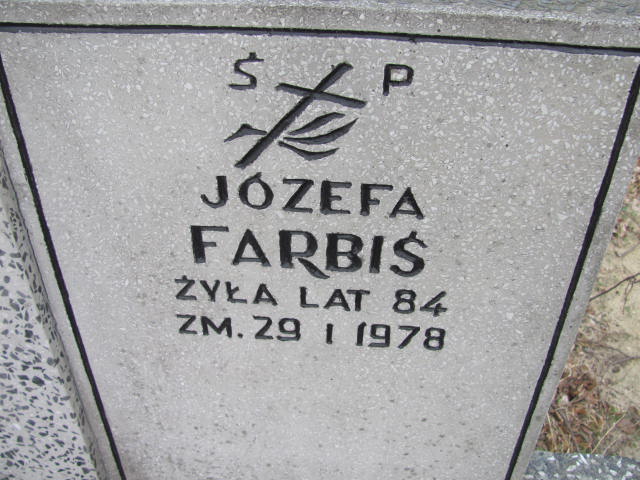 Ś P
JÓZEFA
FARBIŚ
ŻYŁA LAT 84
ZM. 29 I 1978